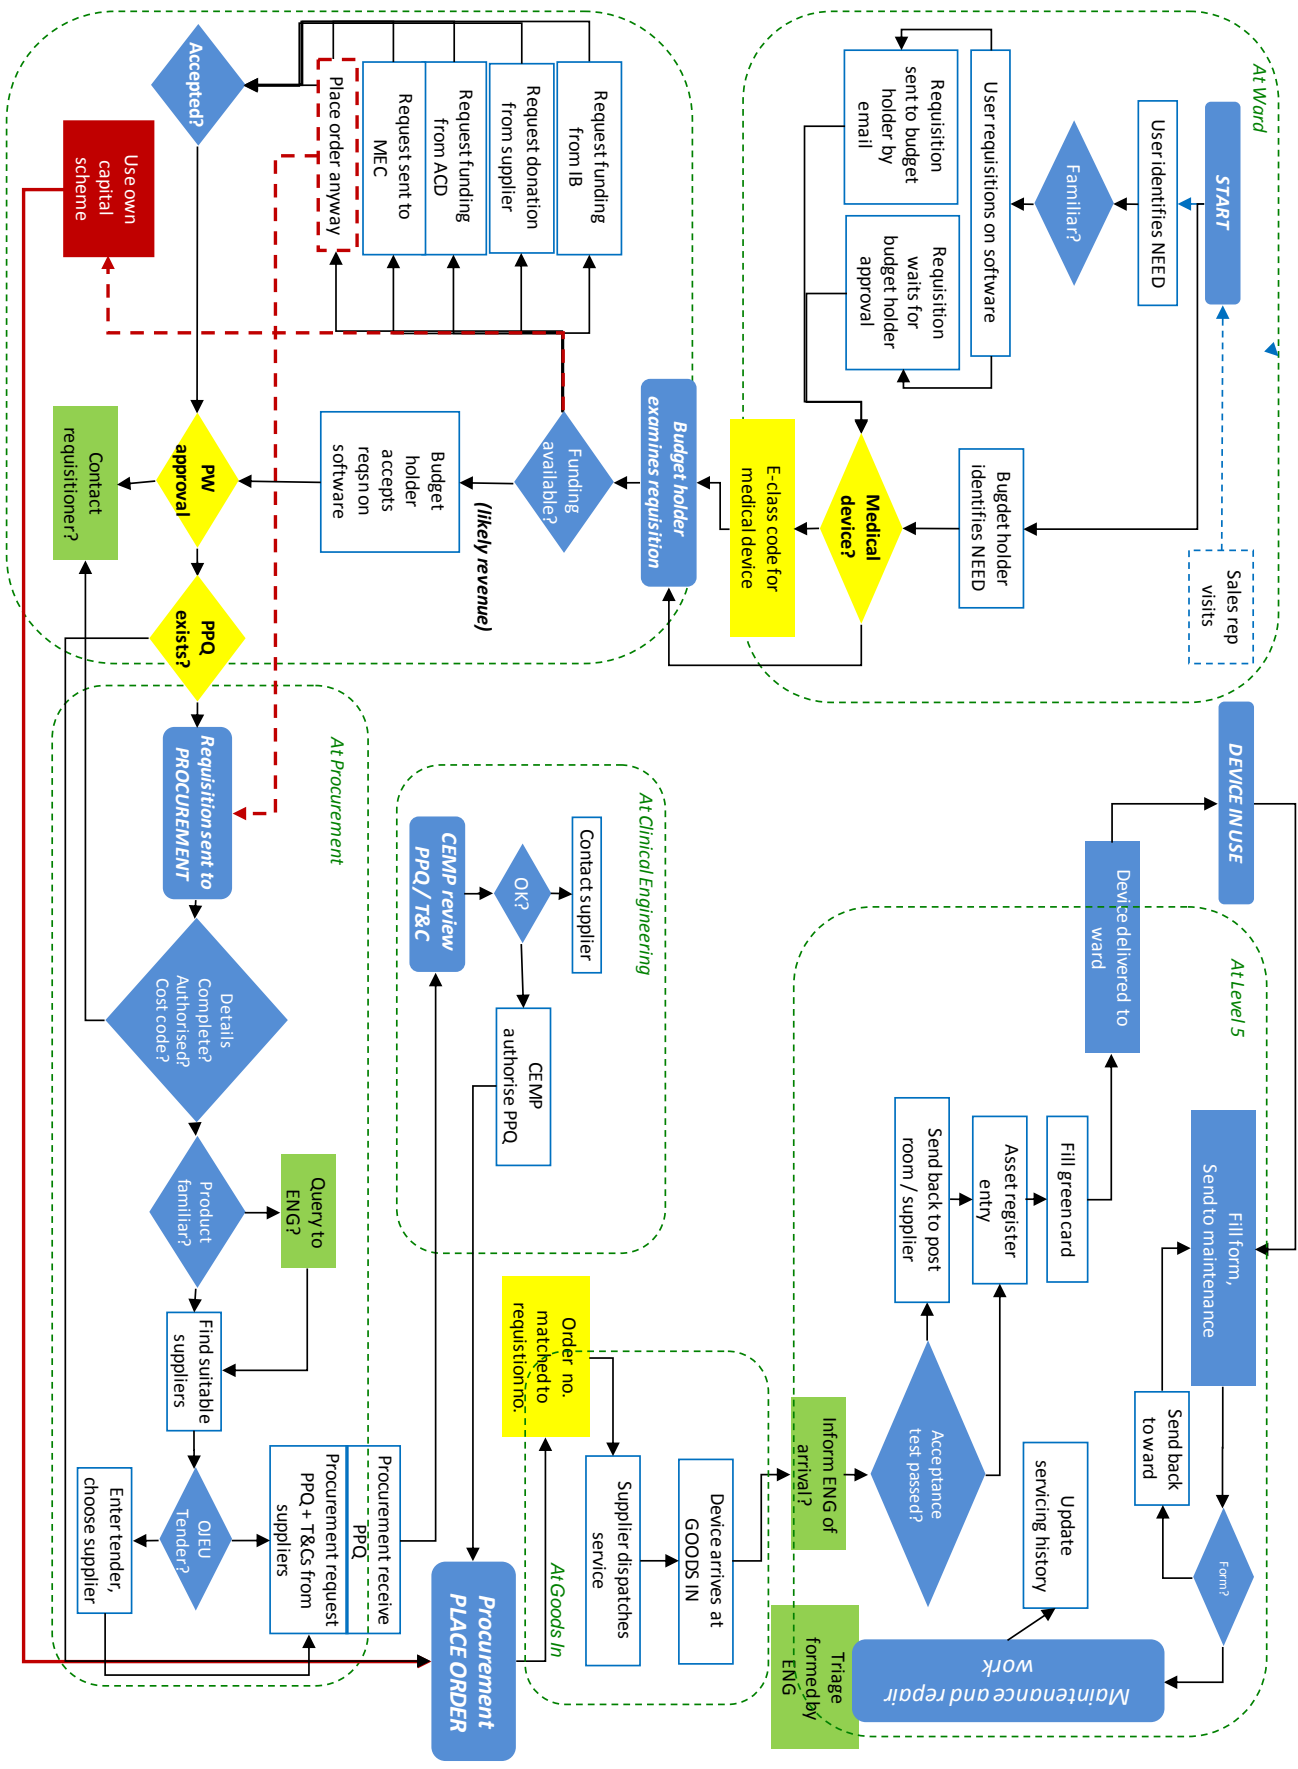 At Ward
START
User identifies NEED
Familiar?
User requisitions on software
Requisition
sent to budget
holder by
email
Requisition
waits for
budget holder
approval
Sales rep
visits
Bugdet holder
identifies NEED
Medical
device?
E-class code for
medical device
Budget holder
examines requisition
Funding
available?
(likely revenue)
Budget
holder
accepts
reqsn on
software
Request funding
from IB
Request donation
from supplier
Request funding
from ACD
Request sent to
MEC
Place order anyway
Accepted?
Use own
capital
scheme
PW
approval
Contact
requisitioner?
PPQ
exists?
At Procurement
Requisition sent to
PROCUREMENT
Details
Complete?
Authorised?
Cost code?
Product
familiar?
Query to
ENG?
Find suitable
suppliers
OJEU
Tender?
Enter tender,
choose supplier
Procurement request
PPQ + T&Cs from
suppliers
Procurement receive
PPQ
At Clinical Engineering
CEMP review
PPQ/ T&C
OK?
Contact supplier
CEMP
authorise PPQ
Procurement
PLACE ORDER
At Goods In
Order no.
matched to
requistion no.
Supplier dispatches
service
Device arrives at
GOODS IN
At Level 5
Inform ENG of
arrival?
Acceptance
test passed?
Send back to post
room / supplier
Asset register
entry
Fill green card
Device delivered to
ward
DEVICE IN USE
Fill form,
Send to maintenance
Form?
Send back
to ward
Maintenance and repair
work
Update
servicing history
Triage
formed by
ENG